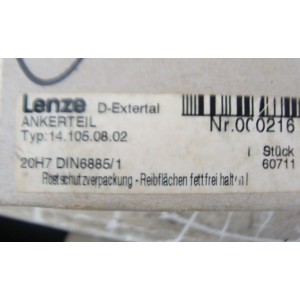 Lenze D-Extertal
ANKERTEIL Nr.000216
Typ:14.105.08.02
1 Stück
20H7 DIN6885/1 60711
Rostschutzverpackung - Reibflächen fettfrei halten!